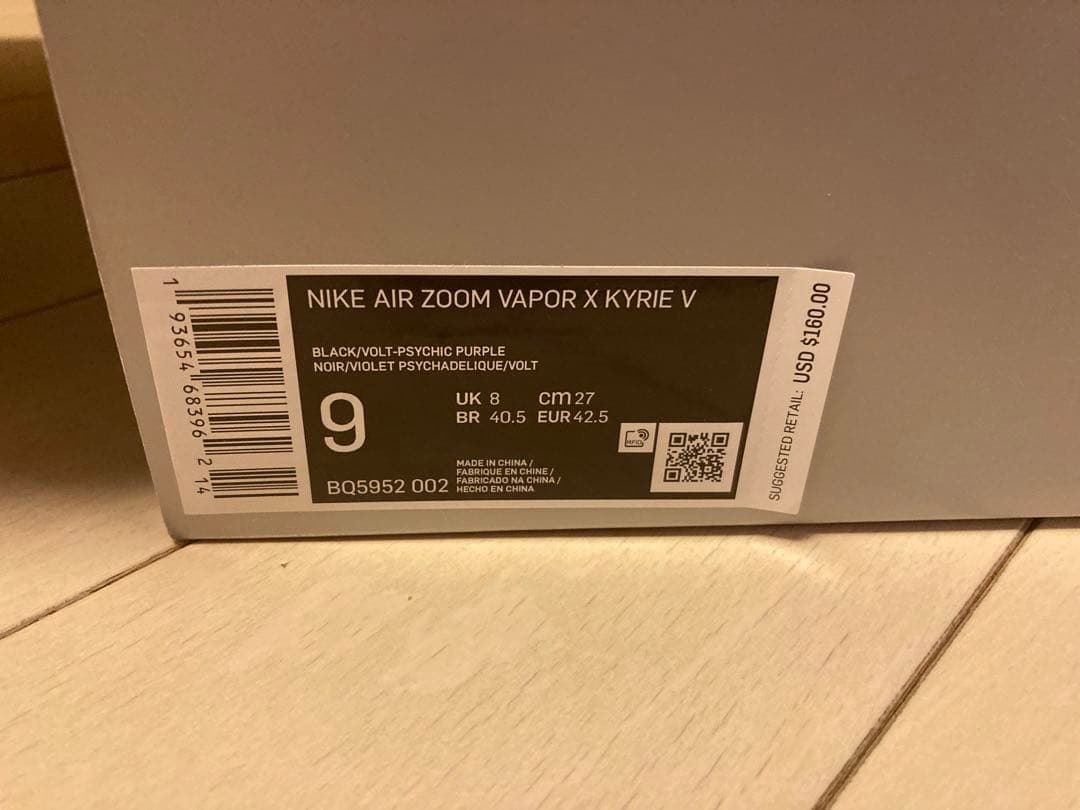 NIKE AIR ZOOM VAPOR X KYRIE V
BLACK/VOLT-PSYCHIC PURPLE
NOIR/VIOLET PSYCHADELIQUE/VOLT
9
UK 8 cm 27
BR 40.5 EUR 42.5
RFID
BQ5952 002
MADE IN CHINA /
FABRIQUE EN CHINE /
FABRICADO NA CHINA /
HECHO EN CHINA
1 93654 68396 2 14
SUGGESTED RETAIL: USD $160.00